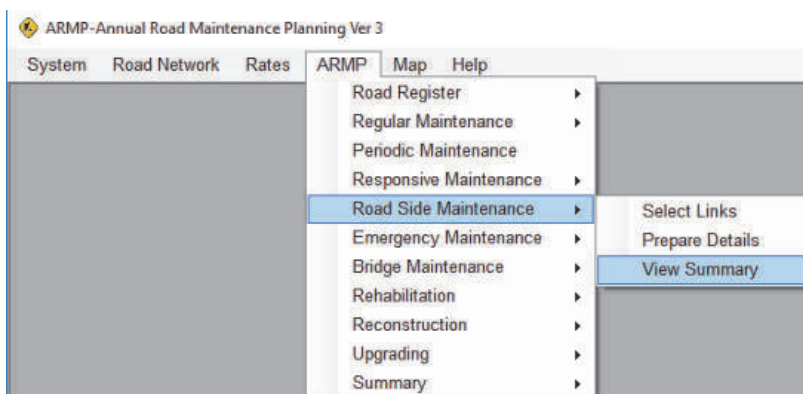 ARMP-Annual Road Maintenance Planning Ver 3
System Road Network Rates ARMP Map Help
Road Register
Regular Maintenance
Periodic Maintenance
Responsive Maintenance
Road Side Maintenance
Select Links
Emergency Maintenance
Prepare Details
Bridge Maintenance
View Summary
Rehabilitation
Reconstruction
Upgrading
Summary